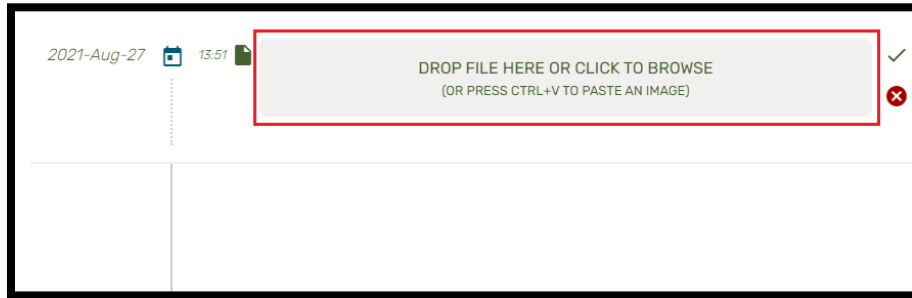 2021-Aug-27 13:51
DROP FILE HERE OR CLICK TO BROWSE
(OR PRESS CTRL+V TO PASTE AN IMAGE)